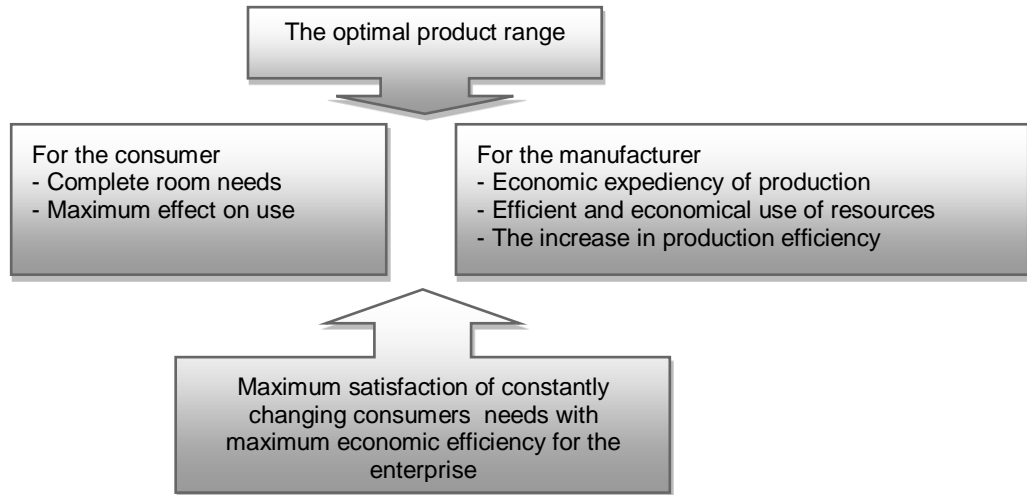 The optimal product range
For the consumer
- Complete room needs
- Maximum effect on use
For the manufacturer
- Economic expediency of production
- Efficient and economical use of resources
- The increase in production efficiency
Maximum satisfaction of constantly
changing consumers  needs with
maximum economic efficiency for the
enterprise